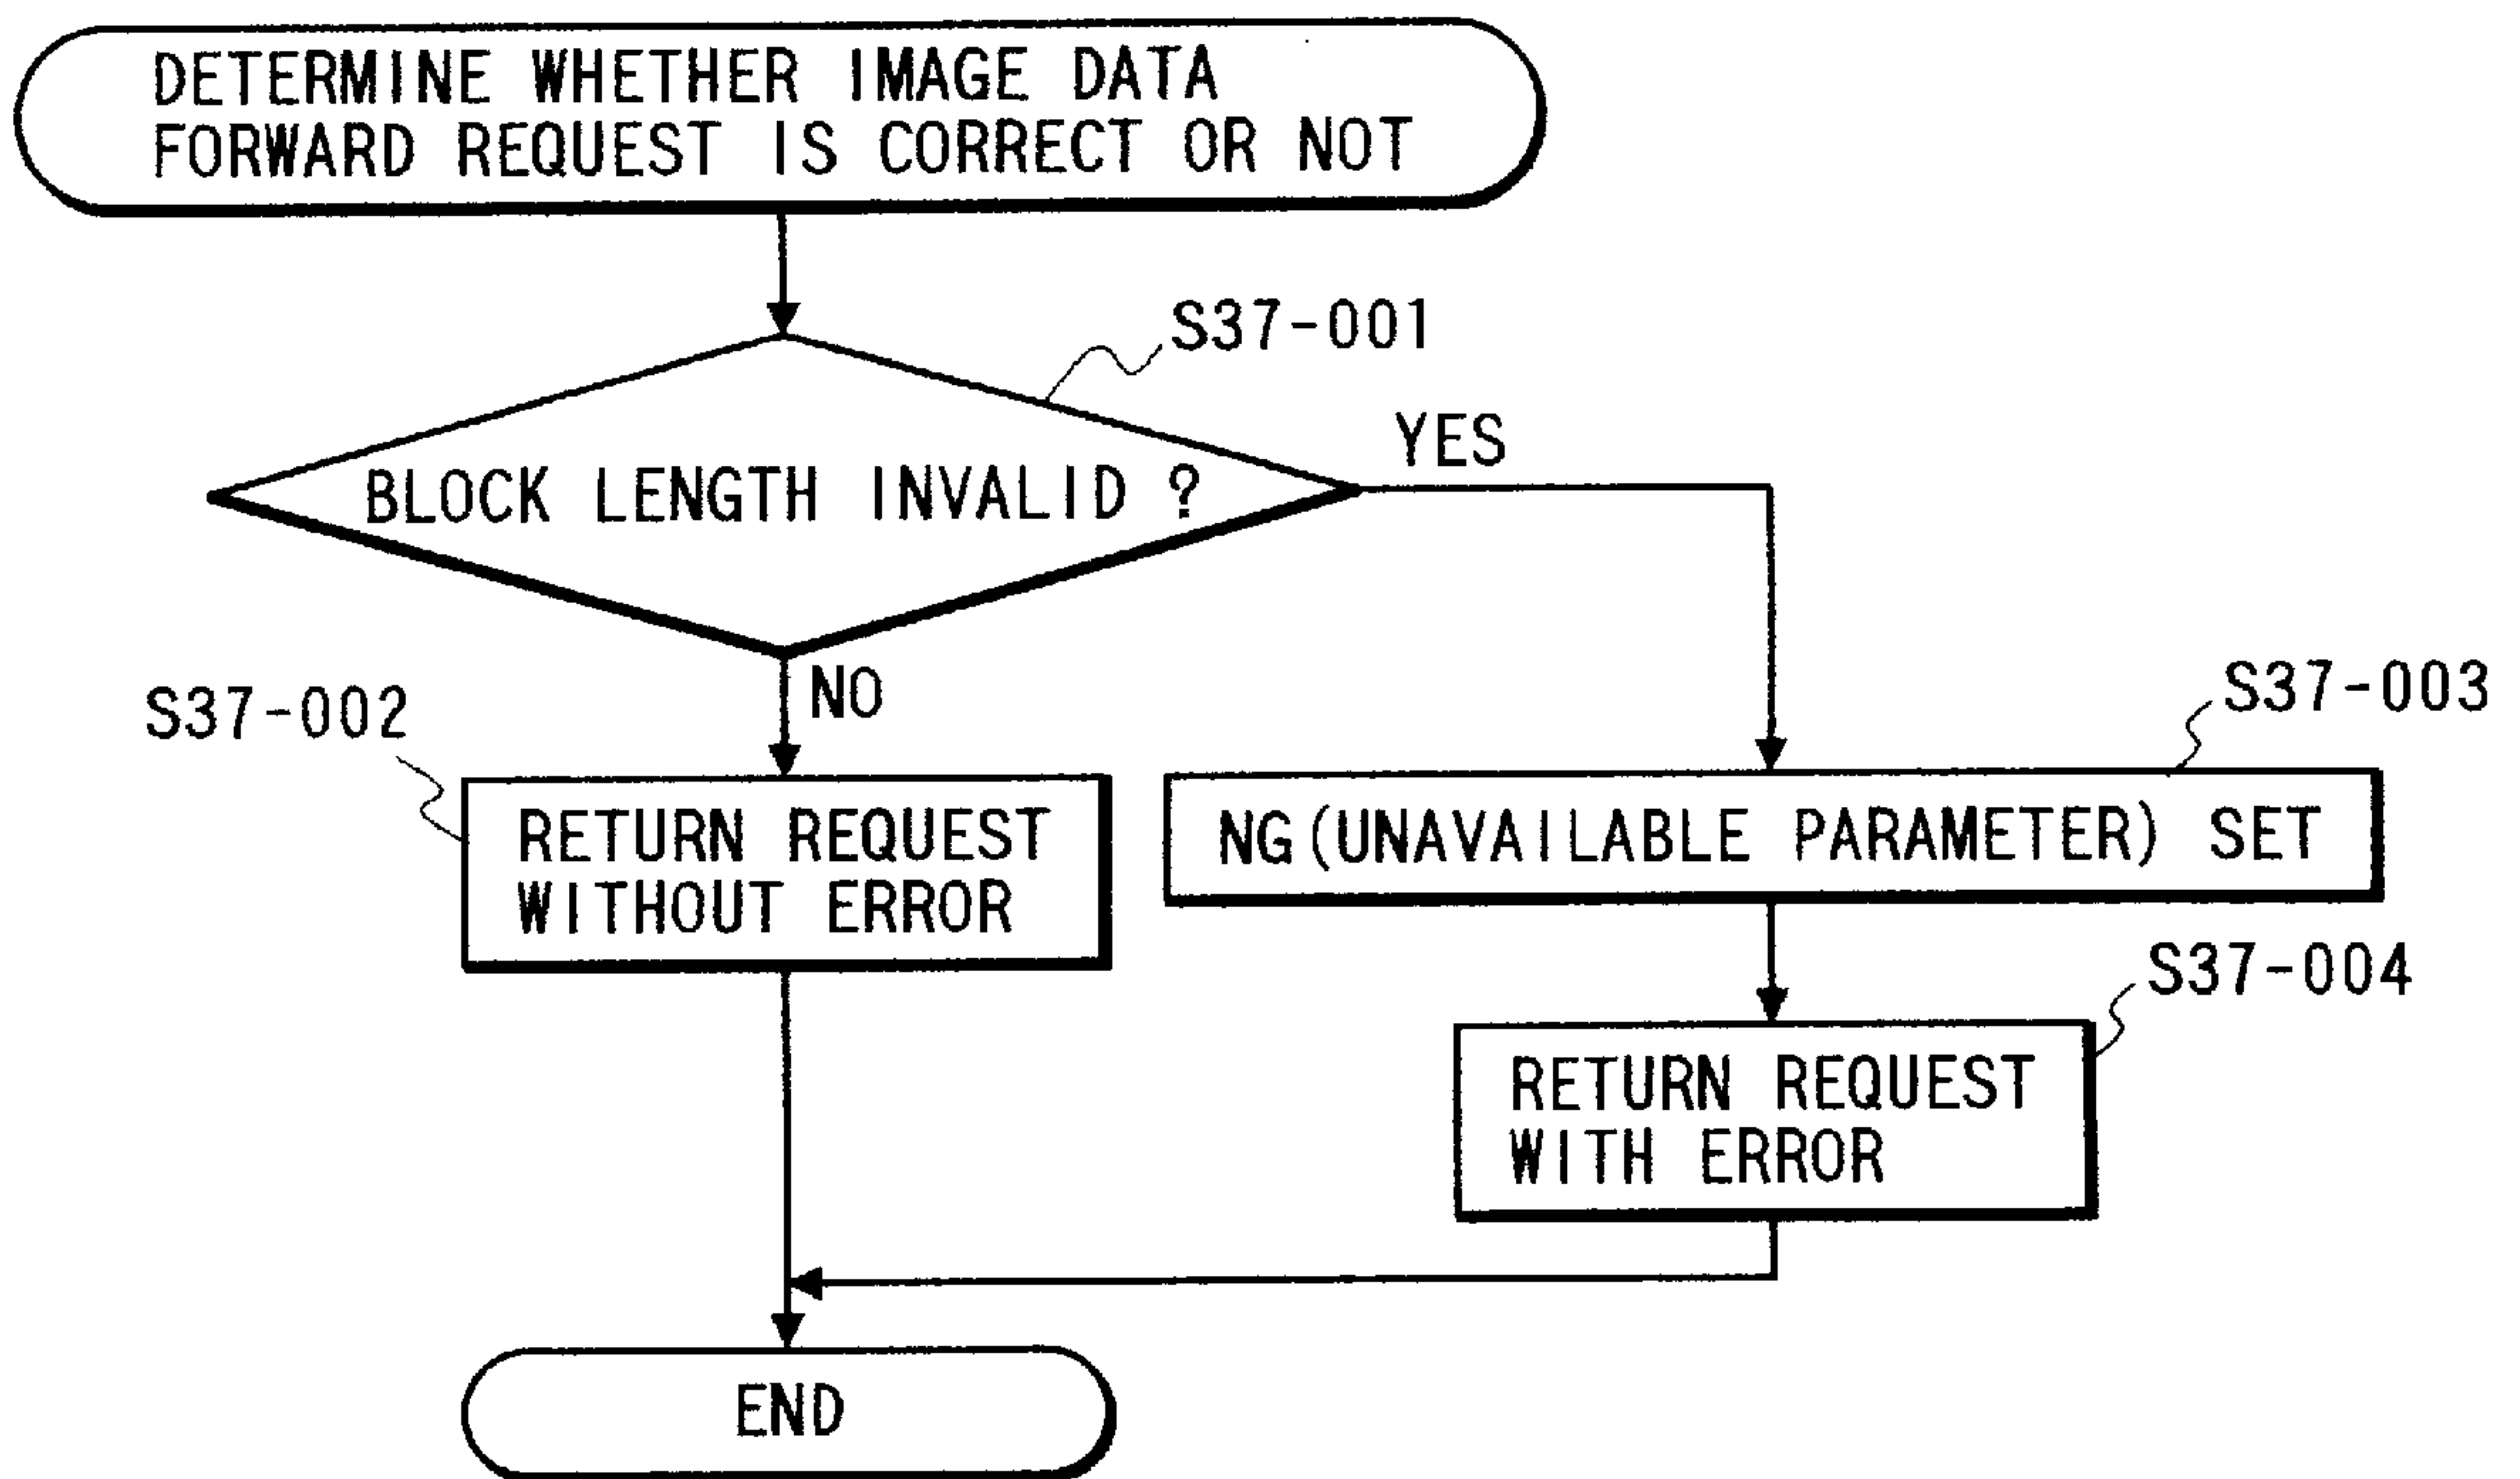 DETERMINE WHETHER IMAGE DATA
FORWARD REQUEST IS CORRECT OR NOT
S37-001
YES
BLOCK LENGTH INVALID ?
NO
S37-002
S37-003
RETURN REQUEST
WITHOUT ERROR
NG(UNAVAILABLE PARAMETER) SET
S37-004
RETURN REQUEST
WITH ERROR
END